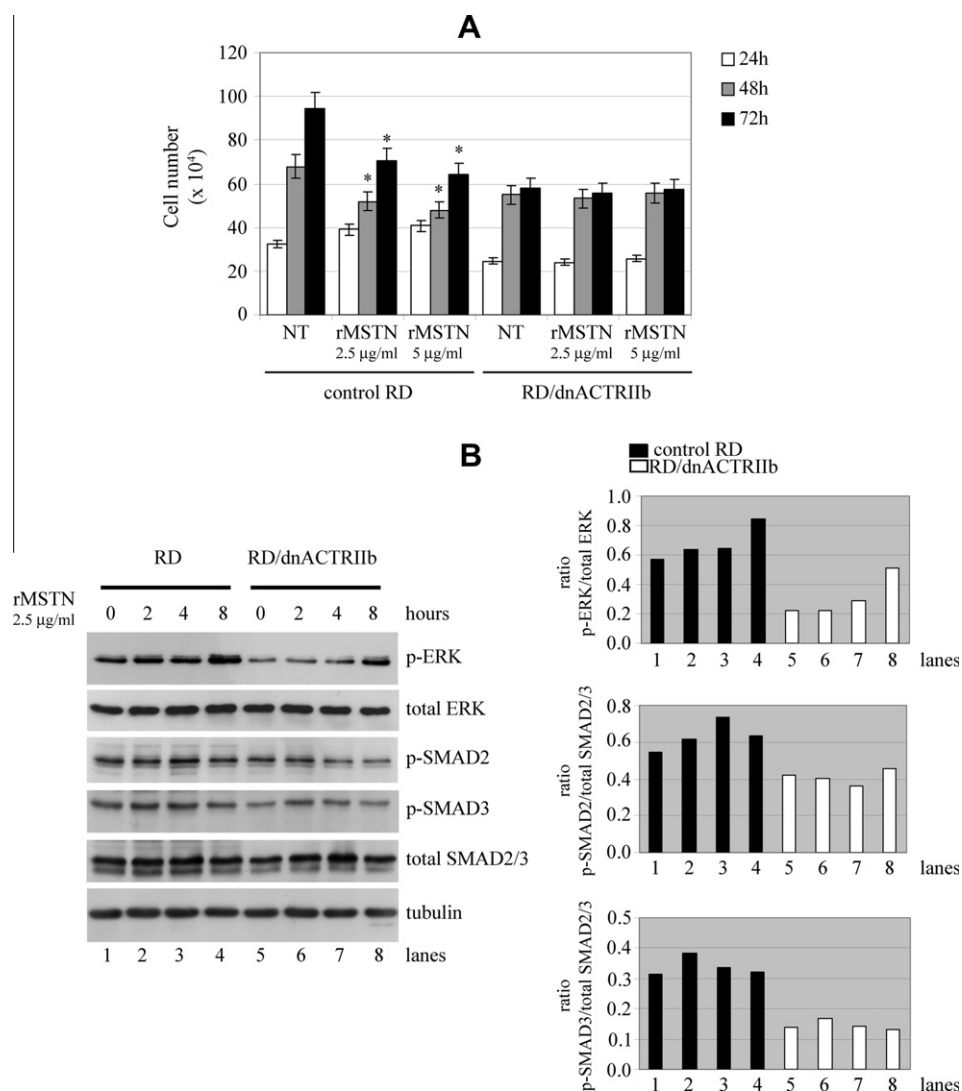 A
120
100
80
60
40
20
0
Cell number
(x 10⁴)
24h
48h
72h
* * * *
NT rMSTN rMSTN NT rMSTN rMSTN
2.5 µg/ml 5 µg/ml 2.5 µg/ml 5 µg/ml
control RD RD/dnACTRIIb
B
RD RD/dnACTRIIb
rMSTN
2.5 µg/ml
0 2 4 8 0 2 4 8 hours
p-ERK
total ERK
p-SMAD2
p-SMAD3
total SMAD2/3
tubulin
1 2 3 4 5 6 7 8 lanes
control RD
RD/dnACTRIIb
ratio
p-ERK/total ERK
1.0
0.8
0.6
0.4
0.2
0.0
1 2 3 4 5 6 7 8 lanes
ratio
p-SMAD2/total SMAD2/3
0.8
0.6
0.4
0.2
0.0
1 2 3 4 5 6 7 8 lanes
ratio
p-SMAD3/total SMAD2/3
0.5
0.4
0.3
0.2
0.1
0.0
1 2 3 4 5 6 7 8 lanes